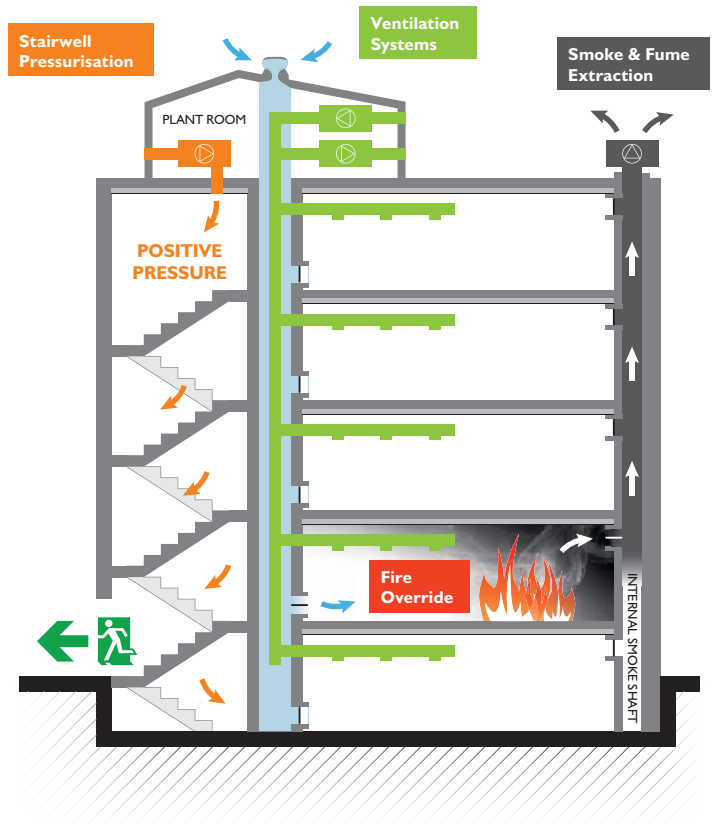 Stairwell
Pressurisation
Ventilation
Systems
Smoke & Fume
Extraction
PLANT ROOM
POSITIVE
PRESSURE
Fire
Override
INTERNAL SMOKE SHAFT